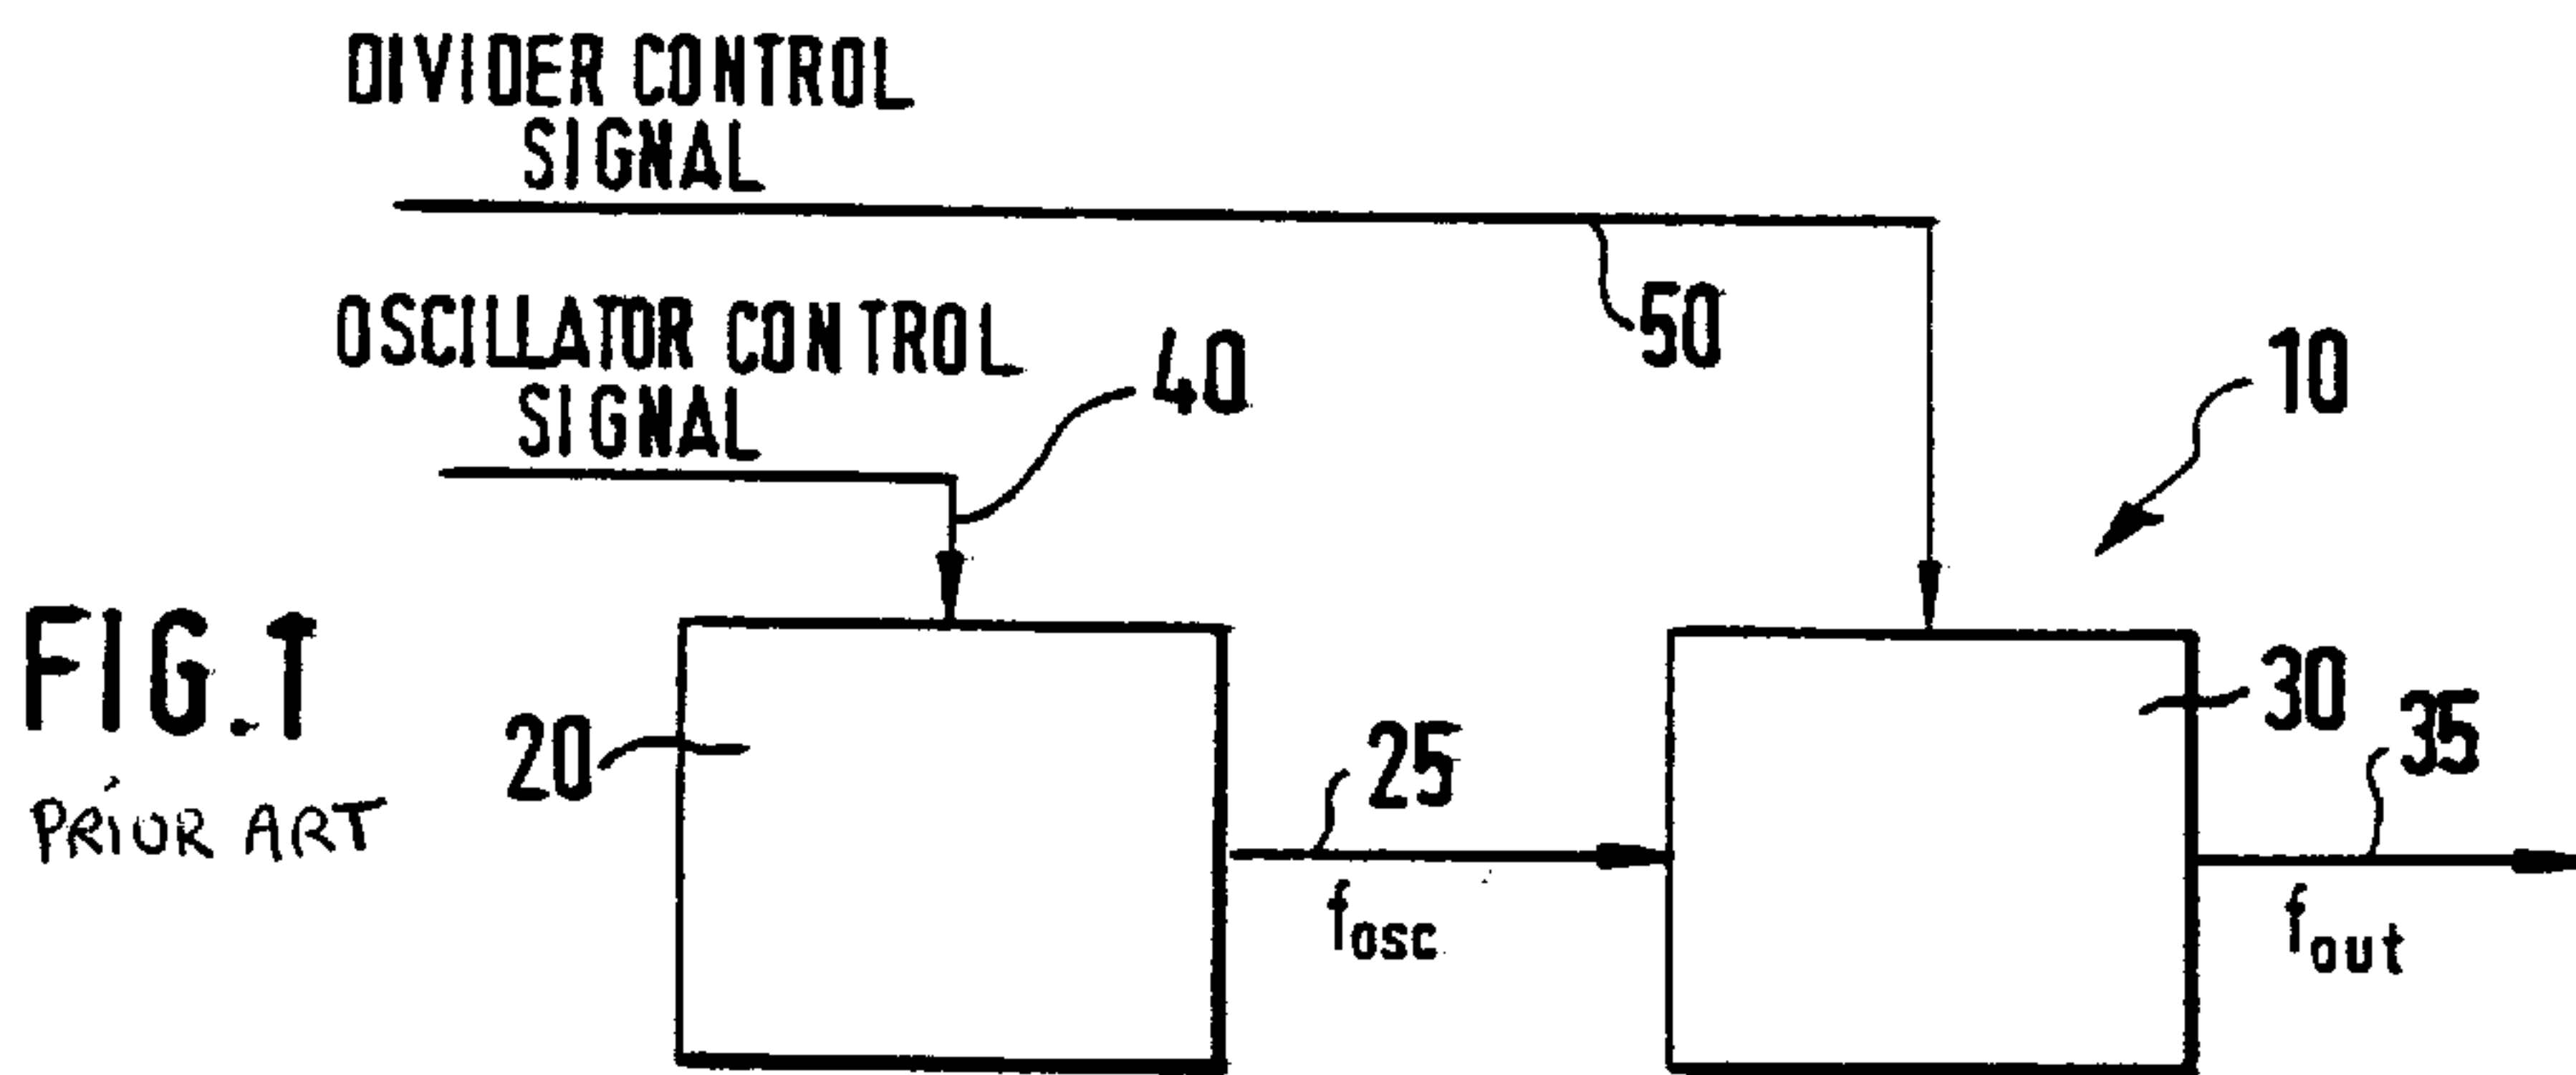 DIVIDER CONTROL
SIGNAL
OSCILLATOR CONTROL
SIGNAL
40
50
10
FIG.1
PRIOR ART
20
25
fosc
30
35
fout